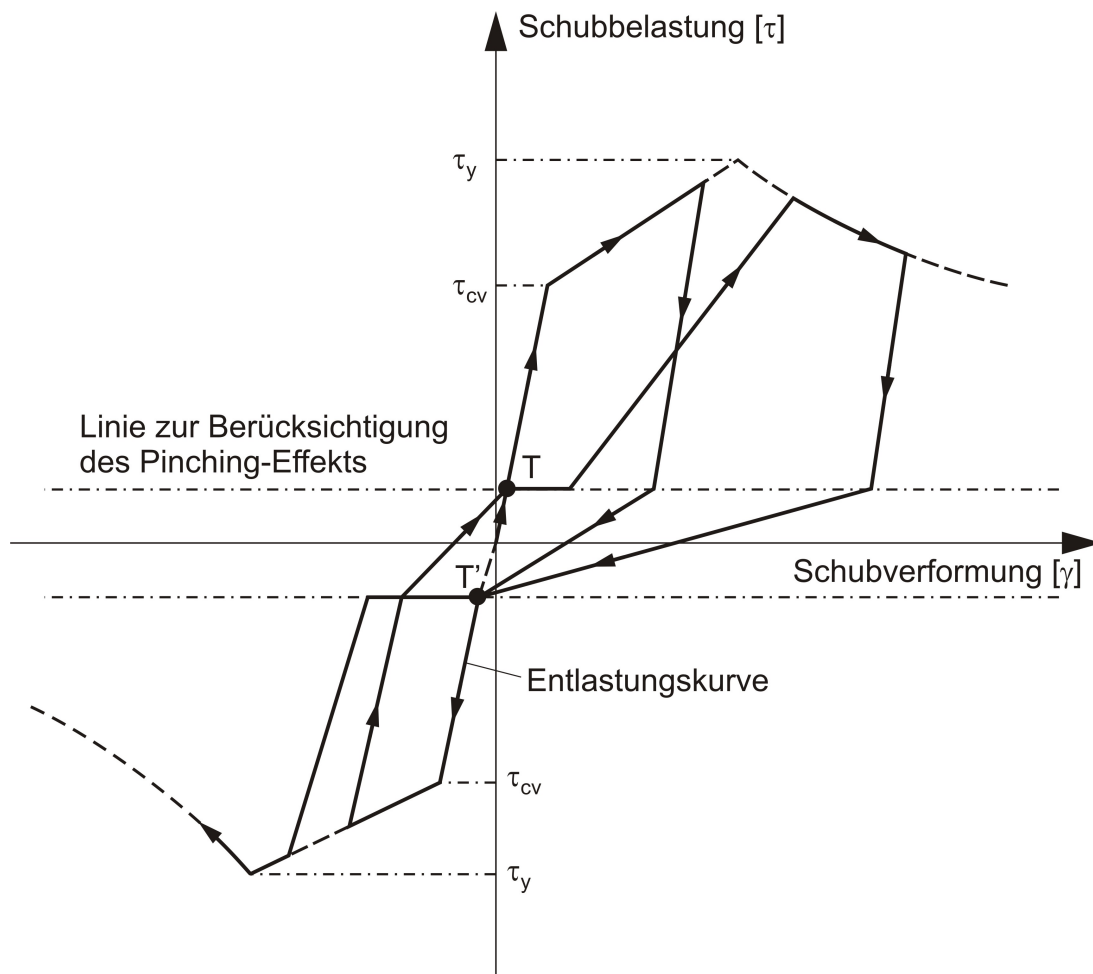 Schubbelastung [τ]
τy
τcv
Linie zur Berücksichtigung
des Pinching-Effekts
T
T'
Schubverformung [γ]
Entlastungskurve
τcv
τy